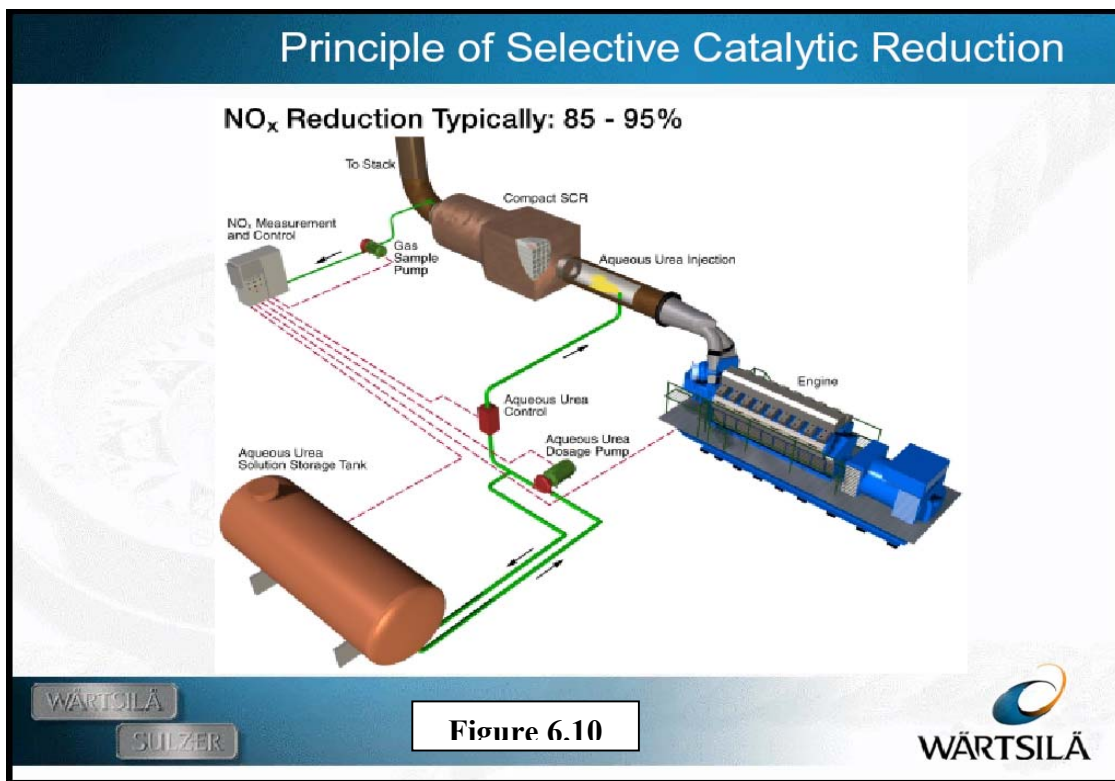 Principle of Selective Catalytic Reduction
NOx Reduction Typically: 85 - 95%
To Stack
Compact SCR
NOx Measurement
and Control
Gas
Sample
Pump
Aqueous Urea Injection
Engine
Aqueous Urea
Control
Aqueous Urea
Dosage Pump
Aqueous Urea
Solution Storage Tank
WÄRTSILÄ
SULZER
Figure 6.10
WÄRTSILÄ